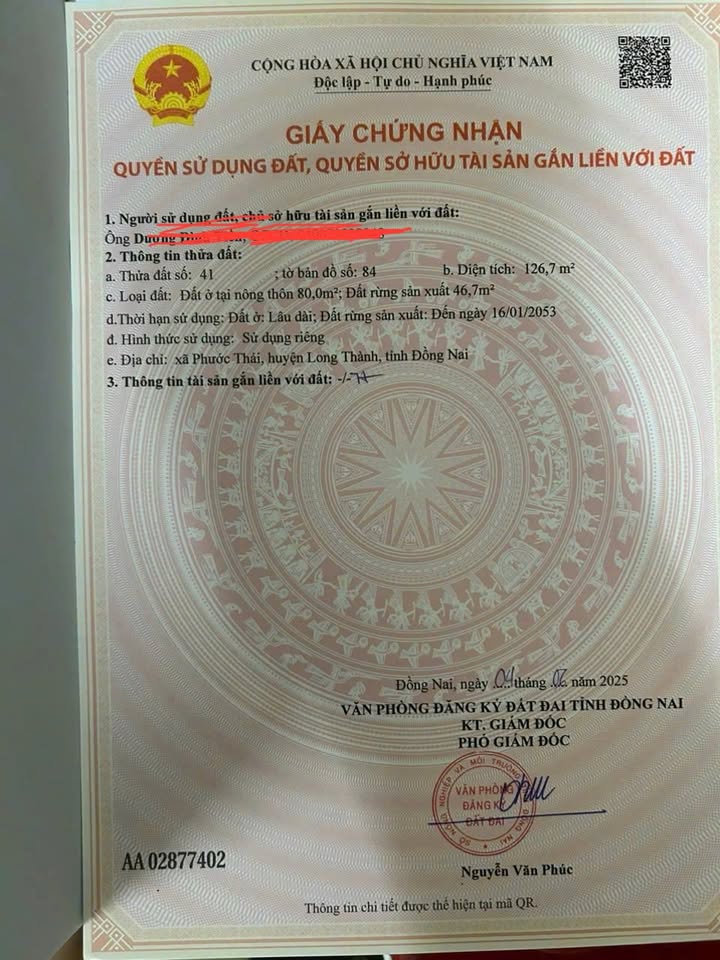 CỘNG HÒA XÃ HỘI CHỦ NGHĨA VIỆT NAM
Độc lập - Tự do - Hạnh phúc
GIẤY CHỨNG NHẬN
QUYỀN SỬ DỤNG ĐẤT, QUYỀN SỞ HỮU TÀI SẢN GẮN LIỀN VỚI ĐẤT
1. Người sử dụng đất, chủ sở hữu tài sản gắn liền với đất:
Ông
2. Thông tin thửa đất:
a. Thửa đất số: 41 ; tờ bản đồ số: 84 b. Diện tích: 126,7 m²
c. Loại đất: Đất ở tại nông thôn 80,0m²; Đất rừng sản xuất 46,7m²
d.Thời hạn sử dụng: Đất ở: Lâu dài; Đất rừng sản xuất: Đến ngày 16/01/2053
đ. Hình thức sử dụng: Sử dụng riêng
e. Địa chỉ: xã Phước Thái, huyện Long Thành, tỉnh Đồng Nai
3. Thông tin tài sản gắn liền với đất: -/-
Đồng Nai, ngày 04 tháng năm 2025
VĂN PHÒNG ĐĂNG KÝ ĐẤT ĐAI TỈNH ĐỒNG NAI
KT. GIÁM ĐỐC
PHÓ GIÁM ĐỐC
VĂN PHÒNG
ĐĂNG KÝ
ĐẤT ĐAI
Nguyễn Văn Phúc
AA 02877402
Thông tin chi tiết được thể hiện tại mã QR.